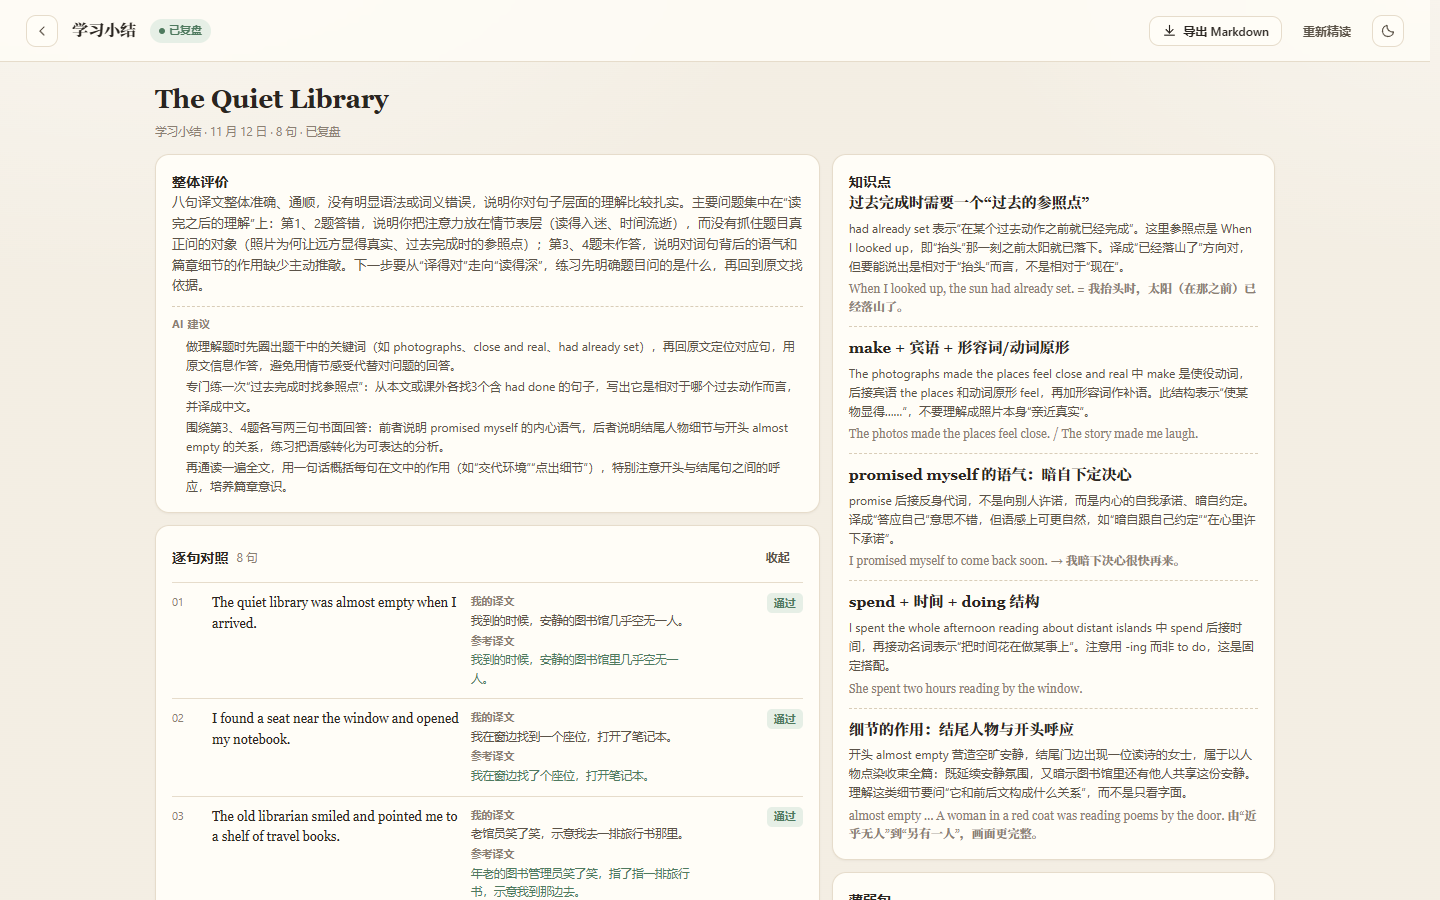 学习小结
已复盘
导出 Markdown
重新精读
The Quiet Library
学习小结 · 11 月 12 日 · 8 句 · 已复盘
整体评价
八句译文整体准确、通顺，没有明显语法或词义错误，说明你对句子层面的理解比较扎实。主要问题集中在“读
完之后的理解”上：第1、2题答错，说明你把注意力放在情节表层（读得入迷、时间流逝），而没有抓住题目真
正问的对象（照片为何让远方显得真实、过去完成时的参照点）；第3、4题未作答，说明对词句背后的语气和
篇章细节的作用缺少主动推敲。下一步要从“译得对”走向“读得深”，练习先明确题目问的是什么，再回到原文找
依据。
AI 建议
做理解题时先圈出题干中的关键词（如 photographs、close and real、had already set），再回原文定位对应句，用
原文信息作答，避免用情节感受代替对问题的回答。
专门练一次“过去完成时找参照点”：从本文或课外各找3个含 had done 的句子，写出它是相对于哪个过去动作而言，
并译成中文。
围绕第3、4题各写两三句书面回答：前者说明 promised myself 的内心语气，后者说明结尾人物细节与开头 almost
empty 的关系，练习把语感转化为可表达的分析。
再通读一遍全文，用一句话概括每句在文中的作用（如“交代环境”“点出细节”），特别注意开头与结尾句之间的呼
应，培养篇章意识。
逐句对照 8 句
收起
01
The quiet library was almost empty when I
arrived.
我的译文
我到的时候，安静的图书馆几乎空无一人。
参考译文
我到的时候，安静的图书馆里几乎空无一
人。
通过
02
I found a seat near the window and opened
my notebook.
我的译文
我在窗边找到一个座位，打开了笔记本。
参考译文
我在窗边找了个座位，打开笔记本。
通过
03
The old librarian smiled and pointed me to
a shelf of travel books.
我的译文
老馆员笑了笑，示意我去一排旅行书那里。
参考译文
年老的图书管理员笑了笑，指了指一排旅行
书，示意我到那边去。
通过
知识点
过去完成时需要一个“过去的参照点”
had already set 表示“在某个过去动作之前就已经完成”。这里参照点是 When
I looked up，即“抬头”那一刻之前太阳就已落下。译成“已经落山了”方向对，
但要能说出是相对于“抬头”而言，不是相对于“现在”。
When I looked up, the sun had already set. = 我抬头时，太阳（在那之前）已
经落山了。
make + 宾语 + 形容词/动词原形
The photographs made the places feel close and real 中 make 是使役动词，
后接宾语 the places 和动词原形 feel，再加形容词作补语。此结构表示“使某
物显得……”，不要理解成照片本身“亲近真实”。
The photos made the places feel close. / The story made me laugh.
promised myself 的语气：暗自下定决心
promise 后接反身代词，不是向别人许诺，而是内心的自我承诺、暗自约定。
译成“答应自己”意思不错，但语感上可更自然，如“暗自跟自己约定”“在心里许
下承诺”。
I promised myself to come back soon. → 我暗下决心很快再来。
spend + 时间 + doing 结构
I spent the whole afternoon reading about distant islands 中 spend 后接时
间，再接动名词表示“把时间花在做某事上”。注意用 -ing 而非 to do，这是固
定搭配。
She spent two hours reading by the window.
细节的作用：结尾人物与开头呼应
开头 almost empty 营造空旷安静，结尾门边出现一位读诗的女士，属于以人
物点染收束全篇：既延续安静氛围，又暗示图书馆里还有他人共享这份安静。
理解这类细节要问“它和前后文构成什么关系”，而不是只看字面。
almost empty ... A woman in a red coat was reading poems by the door. 由“近
乎无人”到“另有一人”，画面更完整。